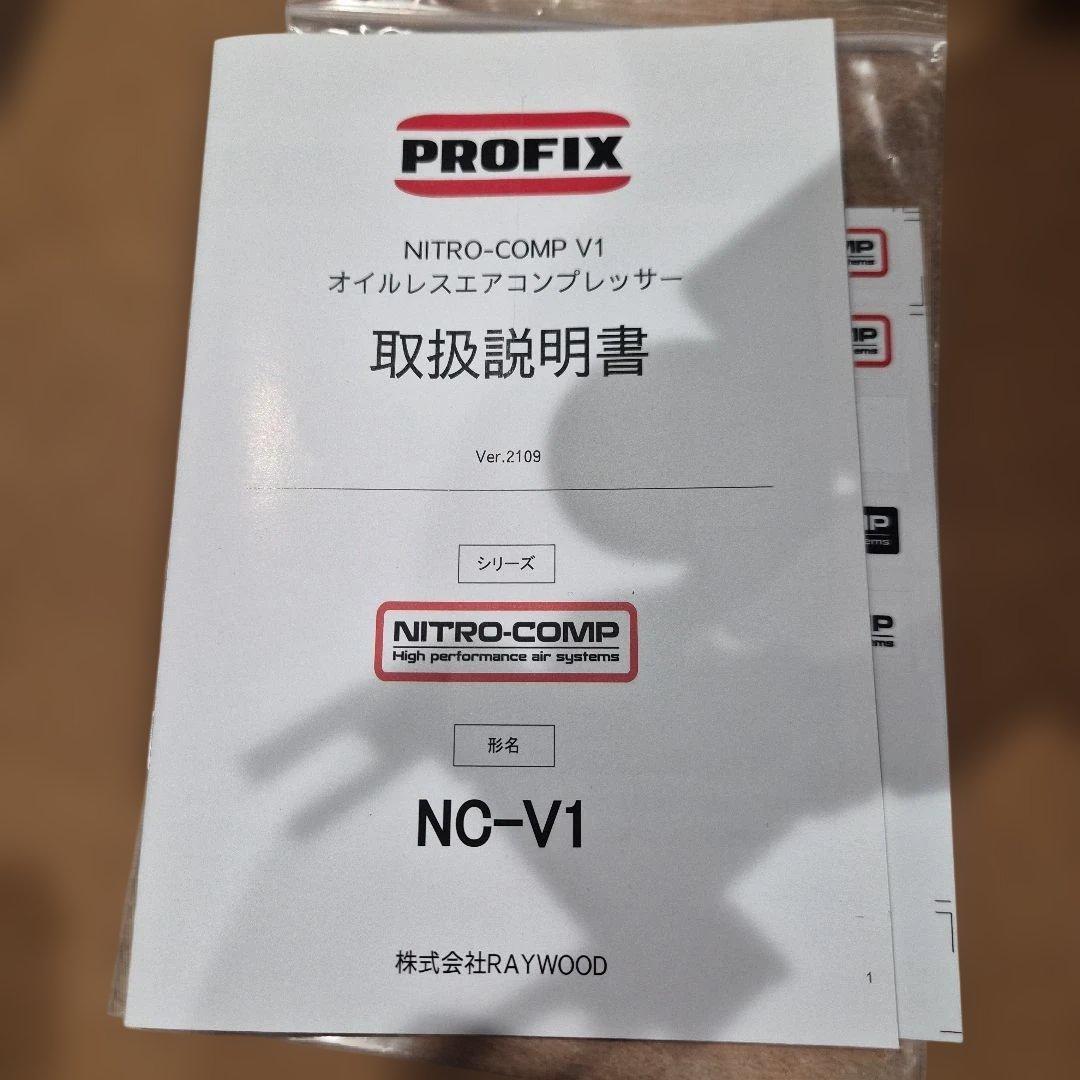 PROFIX
NITRO-COMP V1
オイルレスエアコンプレッサー
取扱説明書
Ver.2109
シリーズ
NITRO-COMP
High performance air systems
形名
NC-V1
株式会社RAYWOOD
1